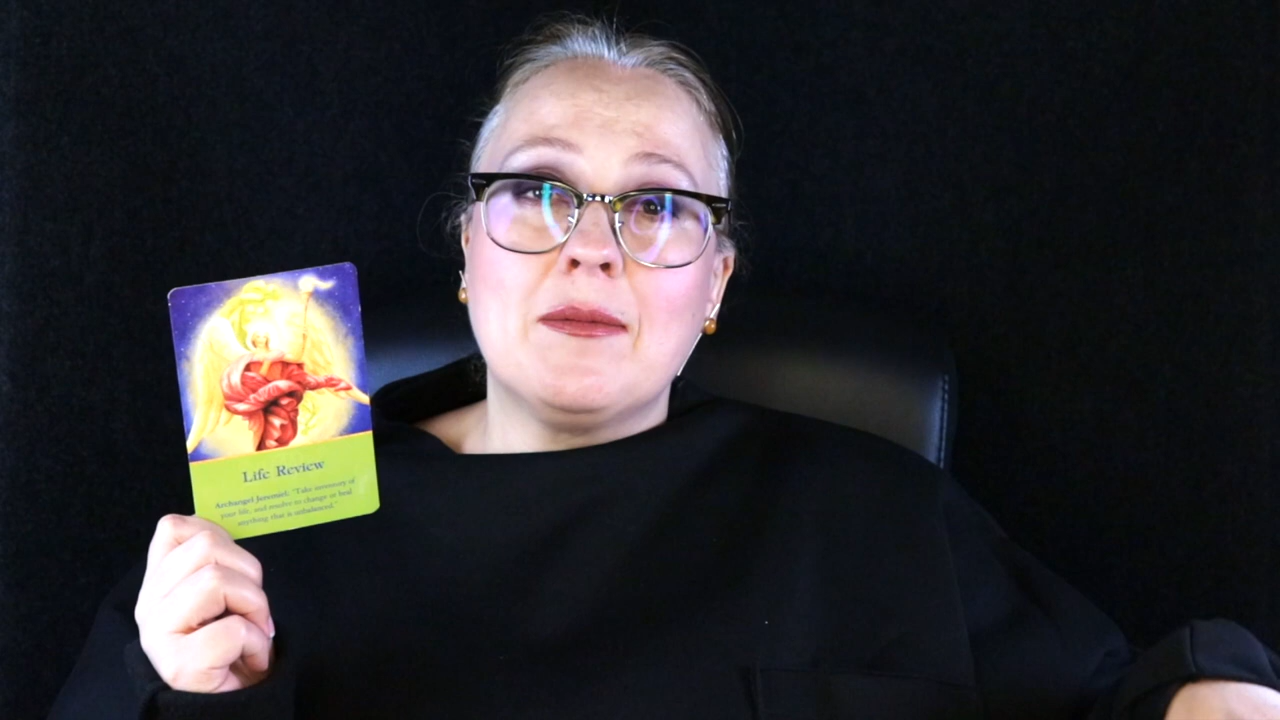 Life Review
Archangel Jeremiel: "Take inventory of
your life, and resolve to change or heal
anything that is unbalanced."